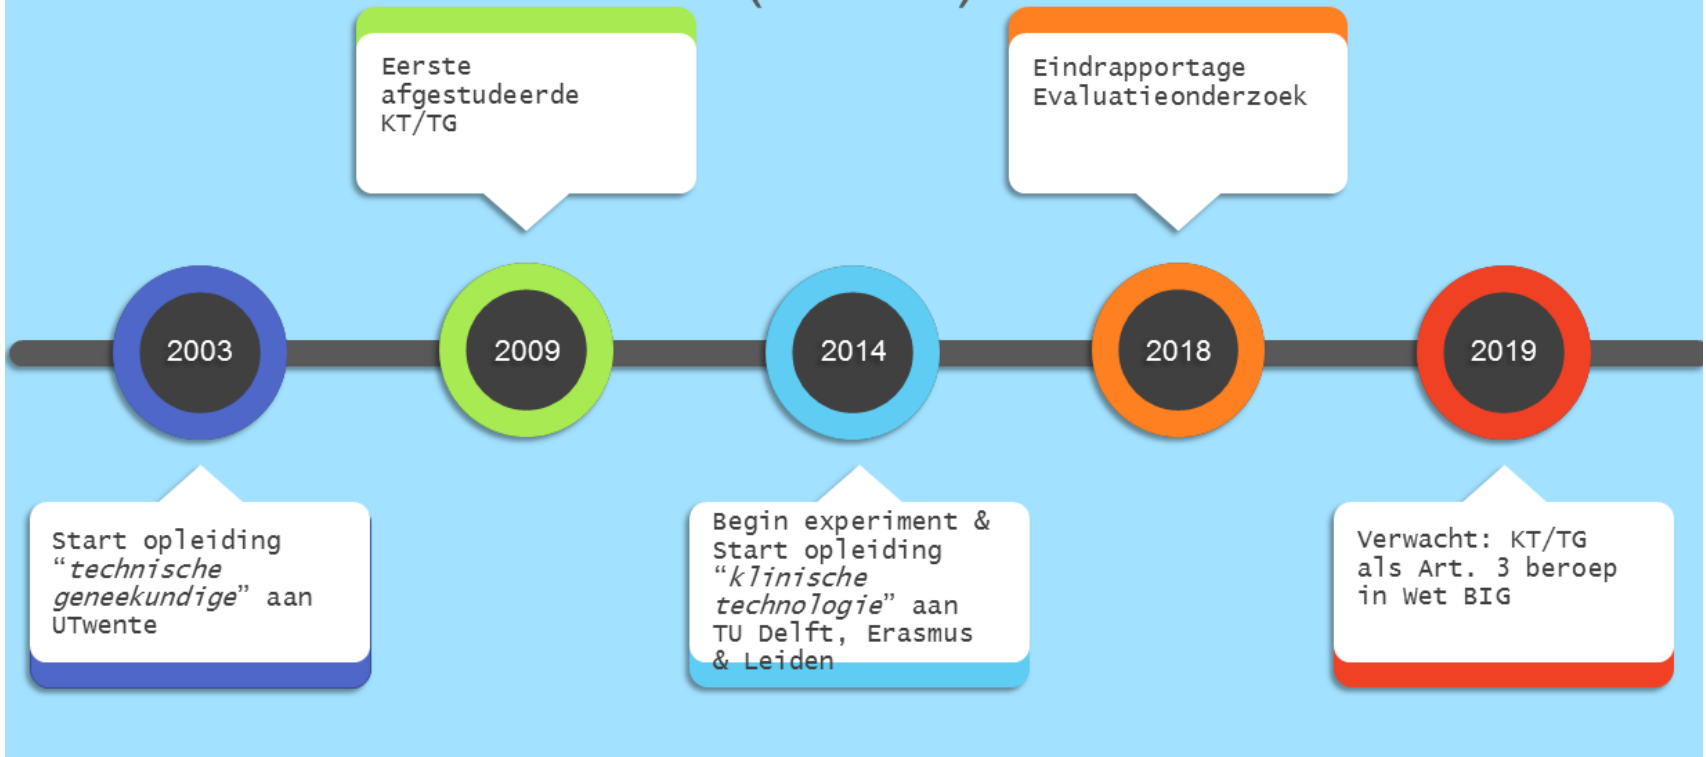 Eerste
afgestudeerde
KT/TG
Eindrapportage
Evaluatieonderzoek
2003
2009
2014
2018
2019
Start opleiding
“technische
geneekundige” aan
UTwente
Begin experiment &
Start opleiding
“klinische
technologie” aan
TU Delft, Erasmus
& Leiden
Verwacht: KT/TG
als Art. 3 beroep
in Wet BIG